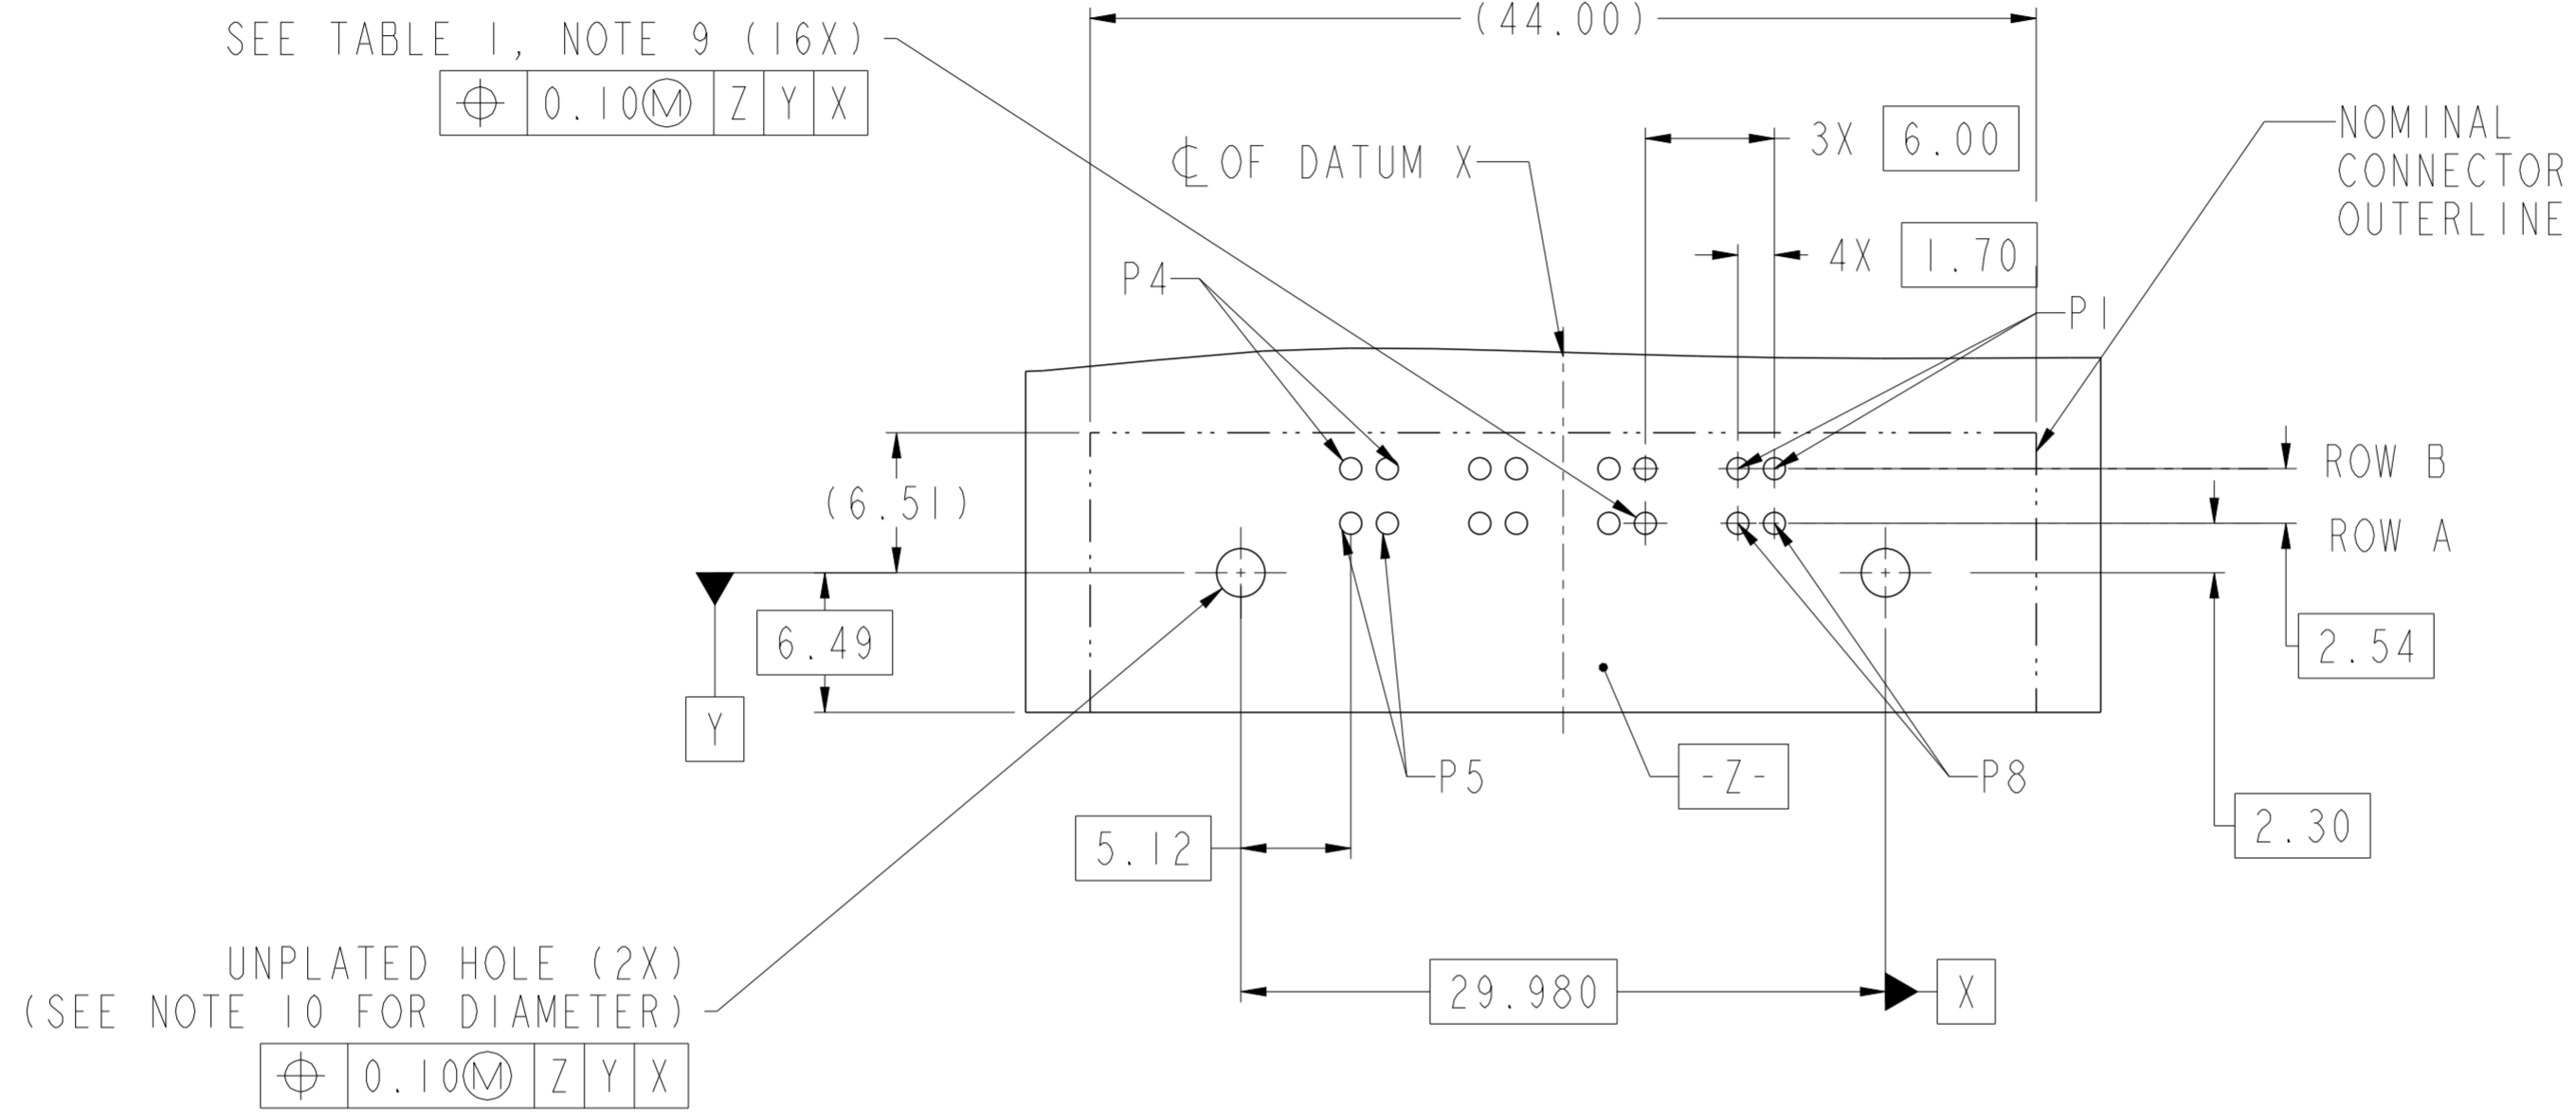 (44.00)
SEE TABLE 1, NOTE 9 (16X)
⌖ 0.10Ⓜ Z Y X
℄ OF DATUM X
3X 6.00
NOMINAL
CONNECTOR
OUTERLINE
4X 1.70
P4
P1
ROW B
(6.51)
ROW A
6.49
2.54
Y
P5
-Z-
P8
5.12
2.30
UNPLATED HOLE (2X)
(SEE NOTE 10 FOR DIAMETER)
29.980
X
⌖ 0.10Ⓜ Z Y X